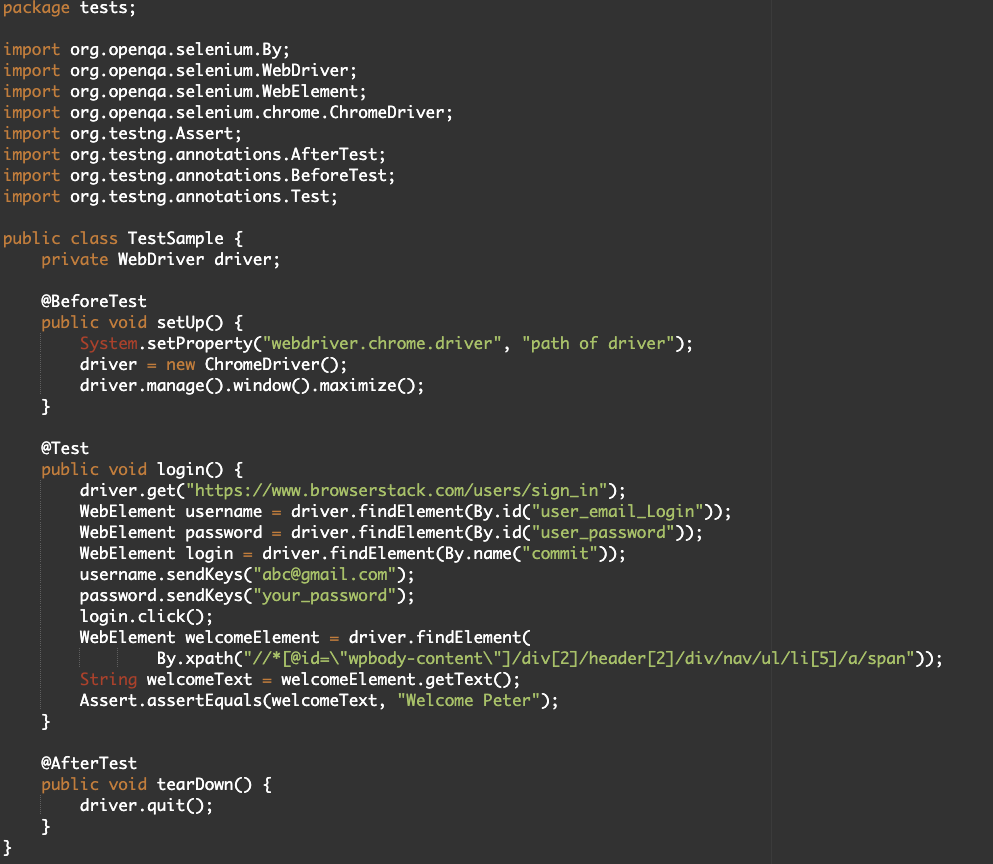 package tests;
import org.openqa.selenium.By;
import org.openqa.selenium.WebDriver;
import org.openqa.selenium.WebElement;
import org.openqa.selenium.chrome.ChromeDriver;
import org.testng.Assert;
import org.testng.annotations.AfterTest;
import org.testng.annotations.BeforeTest;
import org.testng.annotations.Test;
public class TestSample {
private WebDriver driver;
@BeforeTest
public void setUp() {
System.setProperty("webdriver.chrome.driver", "path of driver");
driver = new ChromeDriver();
driver.manage().window().maximize();
}
@Test
public void login() {
driver.get("https://www.browserstack.com/users/sign_in");
WebElement username = driver.findElement(By.id("user_email_Login"));
WebElement password = driver.findElement(By.id("user_password"));
WebElement login = driver.findElement(By.name("commit"));
username.sendKeys("abc@gmail.com");
password.sendKeys("your_password");
login.click();
WebElement welcomeElement = driver.findElement(
By.xpath("//*[@id=\"wpbody-content\"]/div[2]/header[2]/div/nav/ul/li[5]/a/span"));
String welcomeText = welcomeElement.getText();
Assert.assertEquals(welcomeText, "Welcome Peter");
}
@AfterTest
public void tearDown() {
driver.quit();
}
}